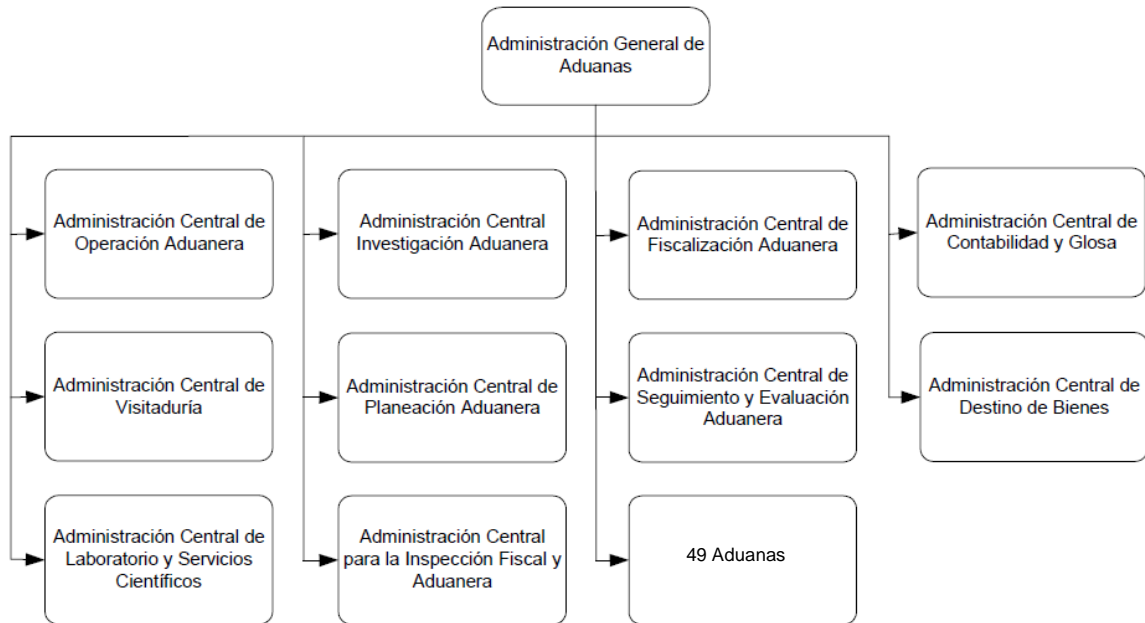 Administración General de
Aduanas
Administración Central de
Operación Aduanera
Administración Central
Investigación Aduanera
Administración Central de
Fiscalización Aduanera
Administración Central de
Contabilidad y Glosa
Administración Central de
Visitaduría
Administración Central de
Planeación Aduanera
Administración Central de
Seguimiento y Evaluación
Aduanera
Administración Central de
Destino de Bienes
Administración Central de
Laboratorio y Servicios
Científicos
Administración Central
para la Inspección Fiscal y
Aduanera
49 Aduanas